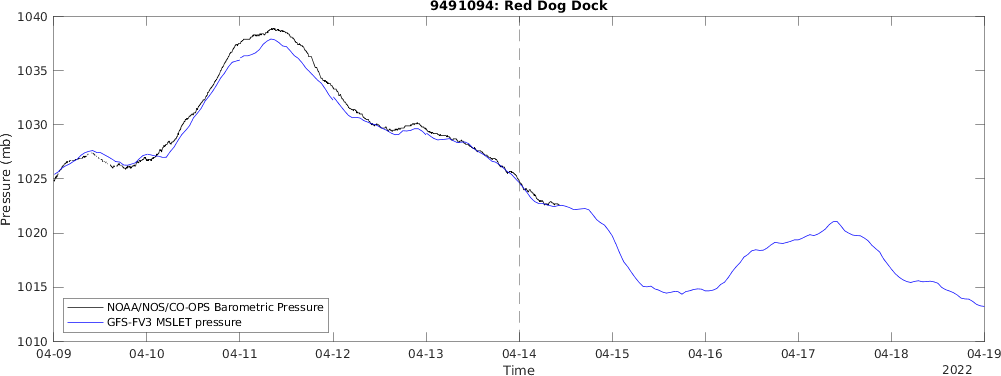 9491094: Red Dog Dock
Pressure (mb)
1040
1035
1030
1025
1020
1015
1010
NOAA/NOS/CO-OPS Barometric Pressure
GFS-FV3 MSLET pressure
04-09 04-10 04-11 04-12 04-13 04-14 04-15 04-16 04-17 04-18 04-19
Time
2022